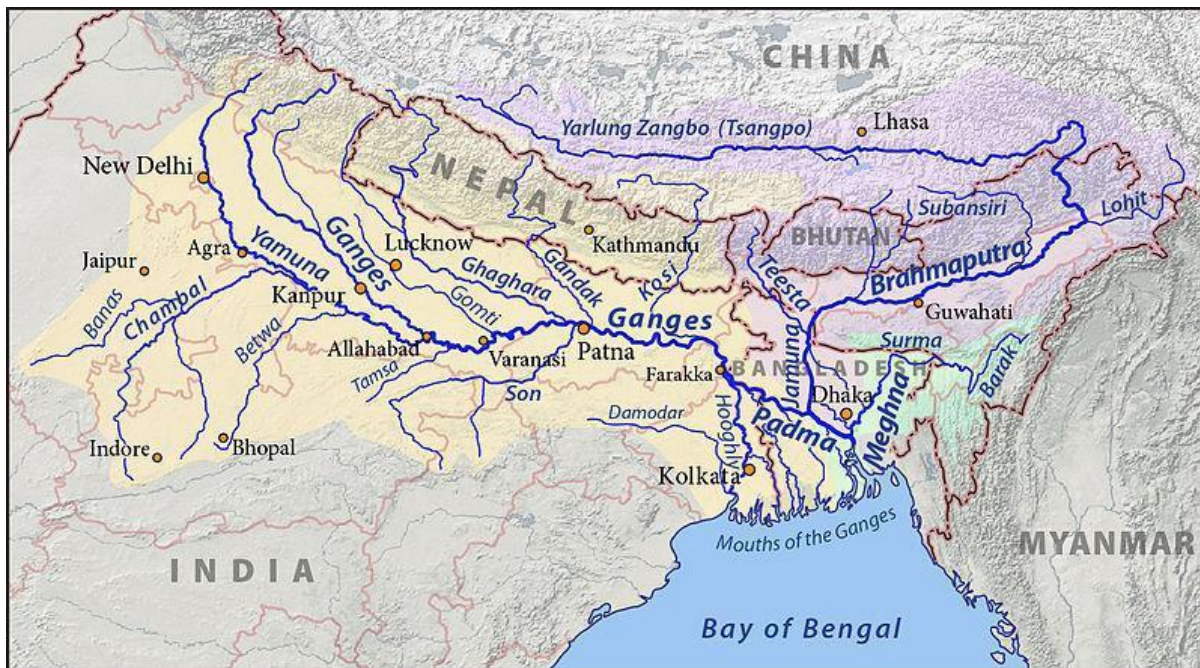 CHINA
Yarlung Zangbo (Tsangpo)
Lhasa
New Delhi
NEPAL
Subansiri
Lohit
Agra
Yamuna
Ganges
Lucknow
Kathmandu
BHUTAN
Teesta
Brahmaputra
Jaipur
Banas
Chambal
Kanpur
Ghaghara
Gandak
Kosi
Gomti
Betwa
Guwahati
Allahabad
Varanasi
Patna
Ganges
Jamuna
Surma
Tamsa
Son
Farakka
BANGLADESH
Barak
Dhaka
Damodar
Hooghly
Padma
Meghna
Indore
Bhopal
Kolkata
Mouths of the Ganges
INDIA
MYANMAR
Bay of Bengal